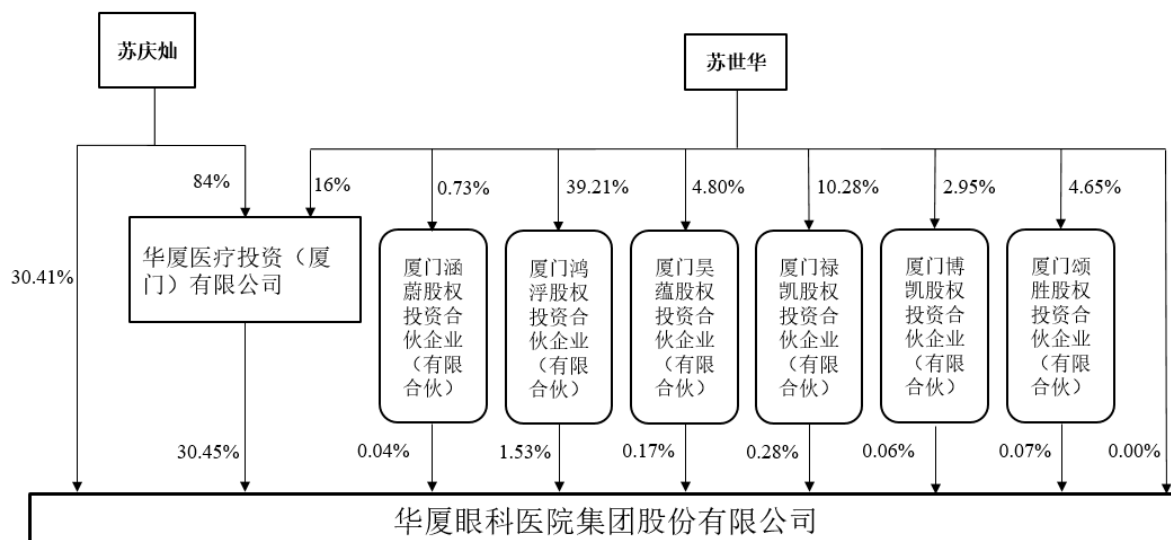 苏庆灿
苏世华
84%
16%
0.73%
39.21%
4.80%
10.28%
2.95%
4.65%
30.41%
华厦医疗投资（厦
门）有限公司
厦门涵
蔚股权
投资合
伙企业
（有限
合伙）
厦门鸿
浮股权
投资合
伙企业
（有限
合伙）
厦门昊
蕴股权
投资合
伙企业
（有限
合伙）
厦门禄
凯股权
投资合
伙企业
（有限
合伙）
厦门博
凯股权
投资合
伙企业
（有限
合伙）
厦门颂
胜股权
投资合
伙企业
（有限
合伙）
30.45%
0.04%
1.53%
0.17%
0.28%
0.06%
0.07%
0.00%
华厦眼科医院集团股份有限公司